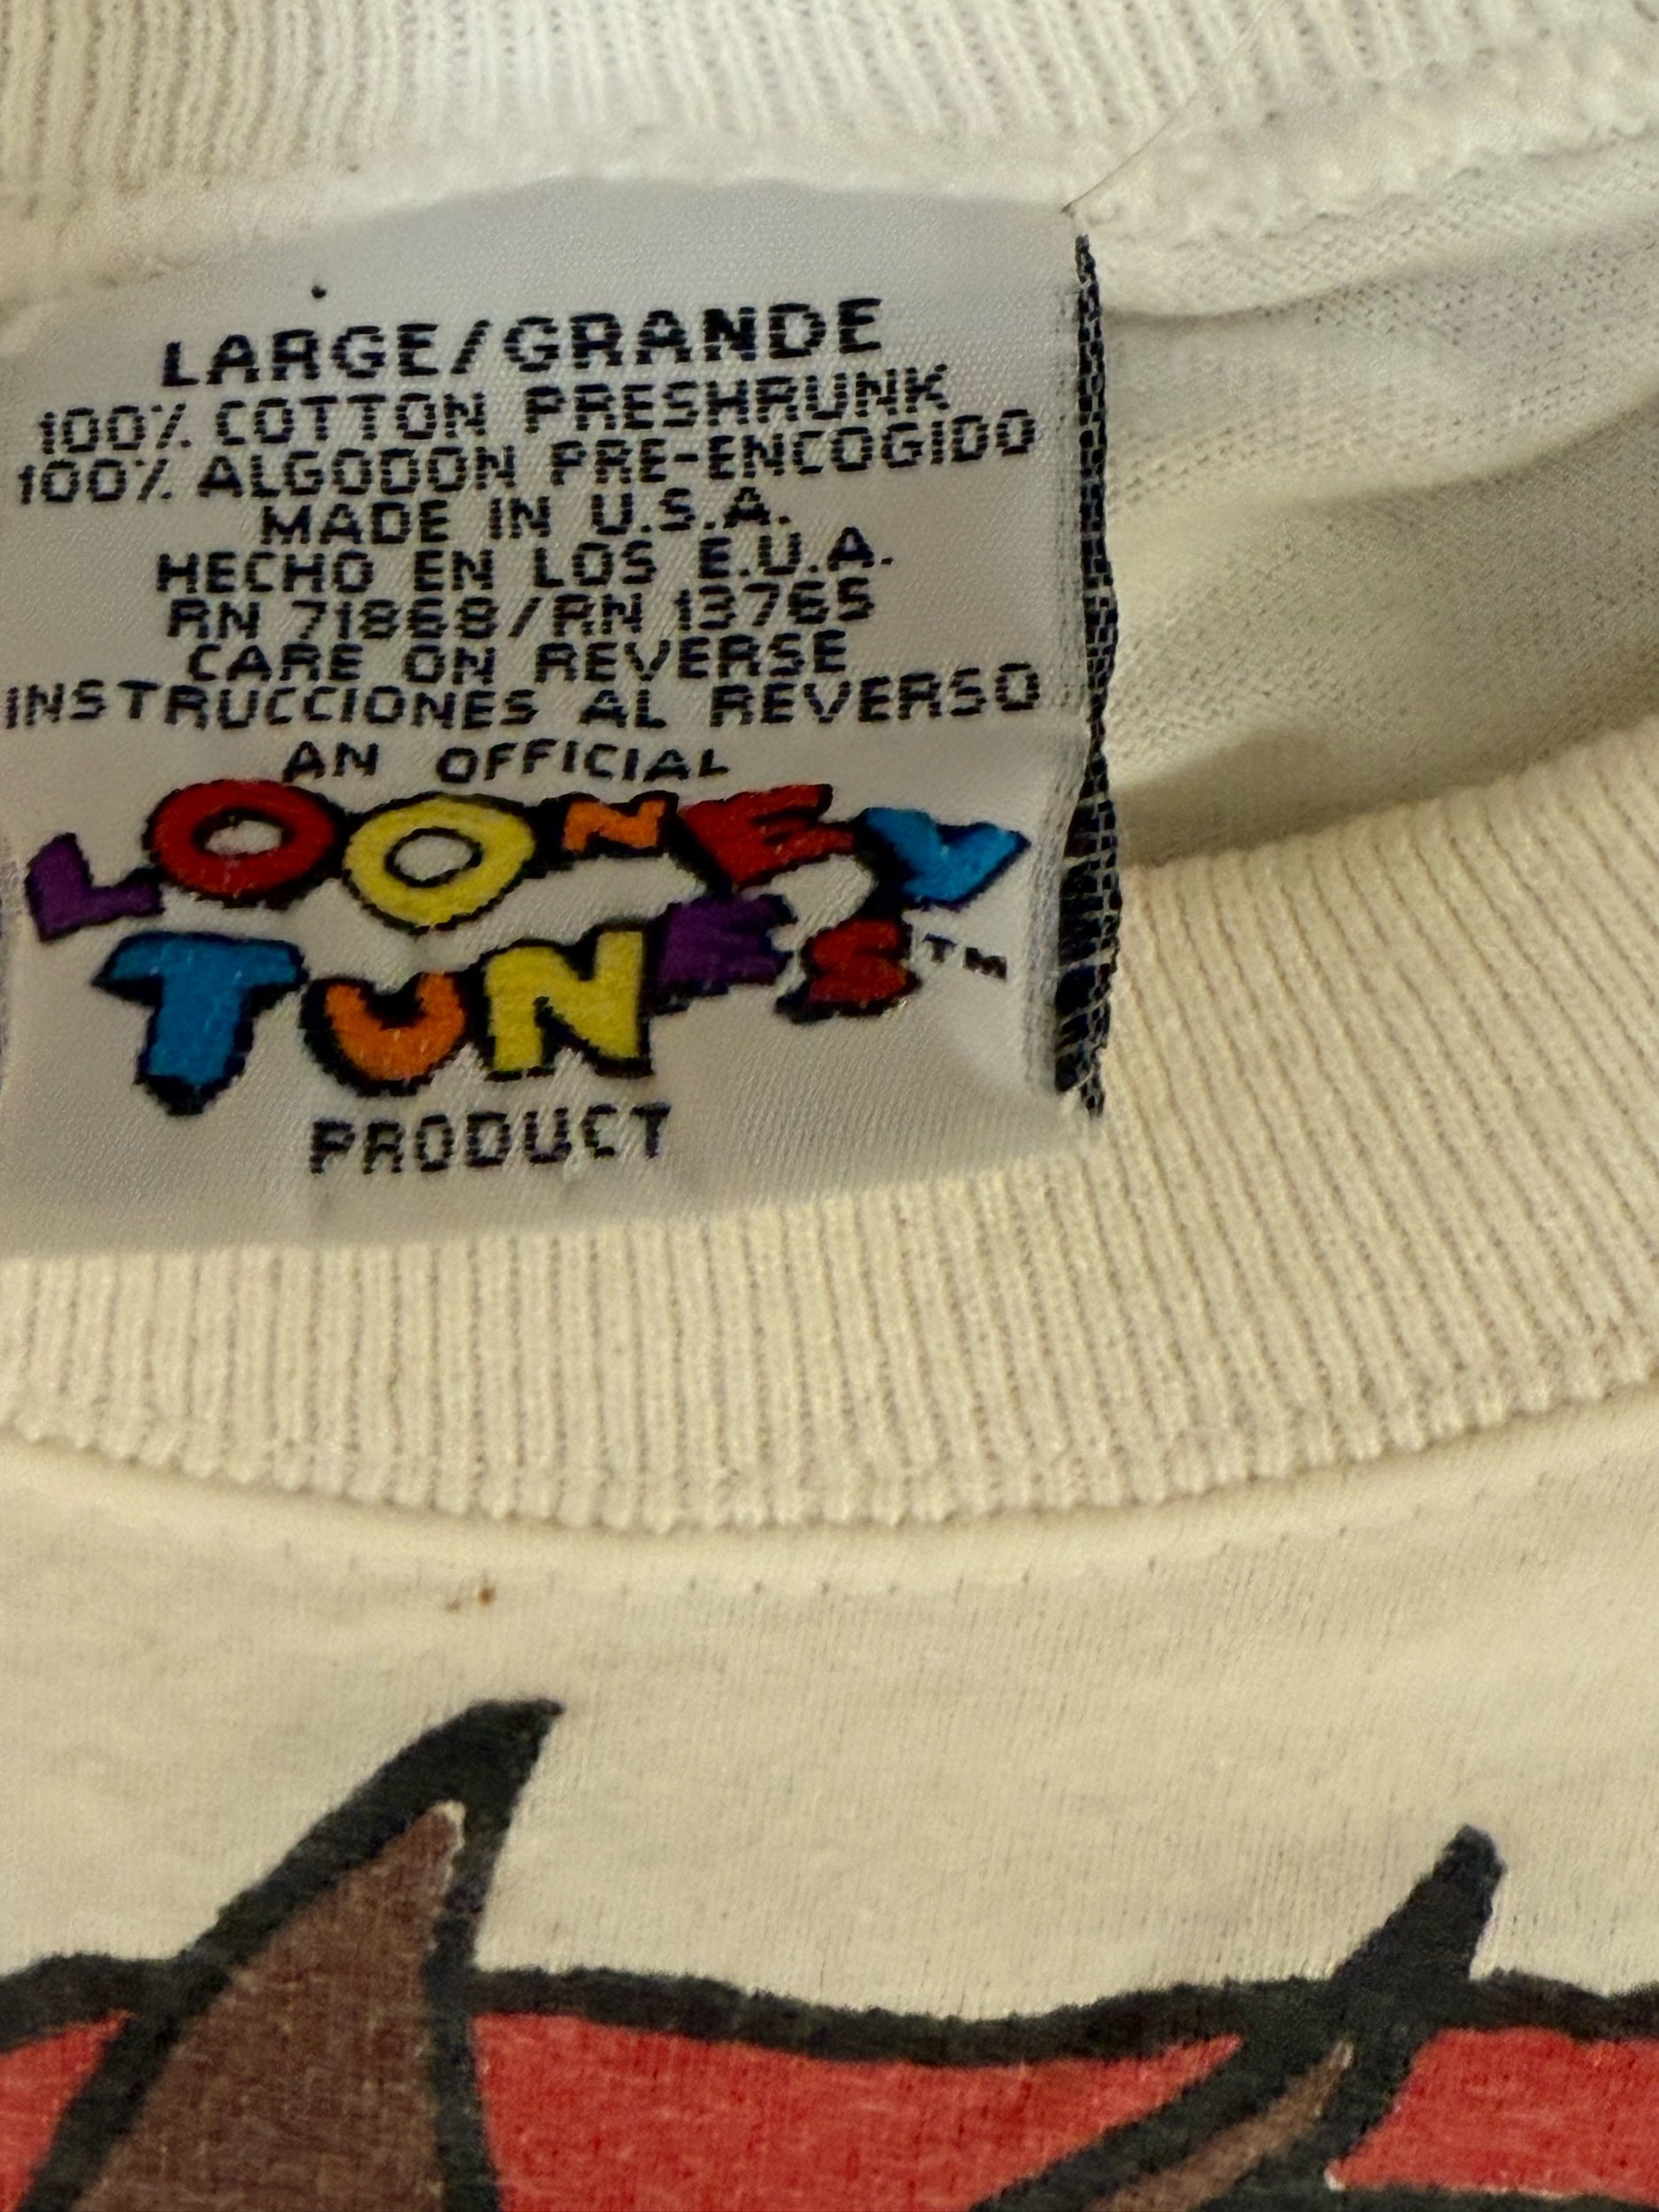 LARGE/GRANDE
100% COTTON PRESHRUNK
100% ALGODON PRE-ENCOGIDO
MADE IN U.S.A.
HECHO EN LOS E.U.A.
RN 71868/RN 13765
CARE ON REVERSE
INSTRUCCIONES AL REVERSO
AN OFFICIAL
LOONEY
TUNES™
PRODUCT